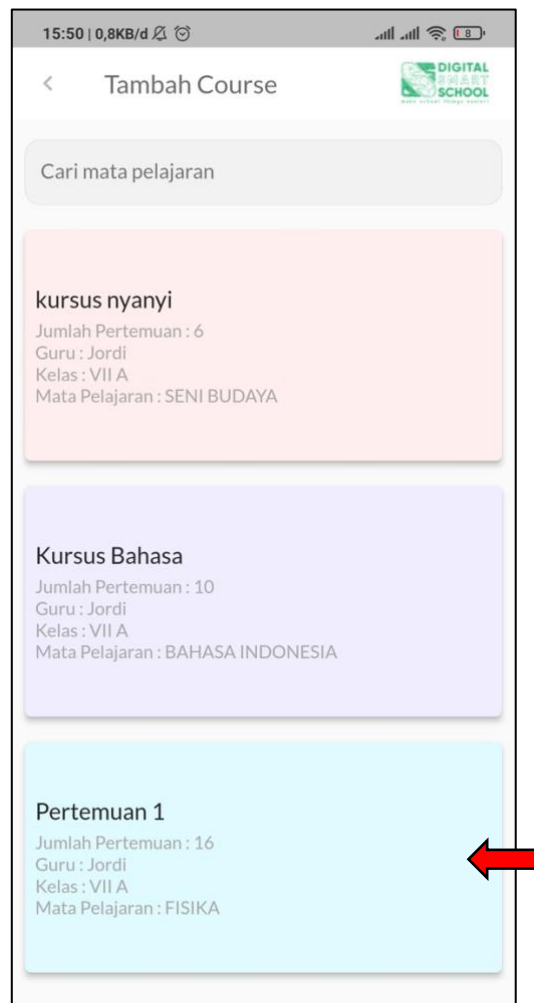 15:50 | 0,8KB/d
8
Tambah Course
DIGITAL
SMART
SCHOOL
Cari mata pelajaran
kursus nyanyi
Jumlah Pertemuan : 6
Guru : Jordi
Kelas : VII A
Mata Pelajaran : SENI BUDAYA
Kursus Bahasa
Jumlah Pertemuan : 10
Guru : Jordi
Kelas : VII A
Mata Pelajaran : BAHASA INDONESIA
Pertemuan 1
Jumlah Pertemuan : 16
Guru : Jordi
Kelas : VII A
Mata Pelajaran : FISIKA